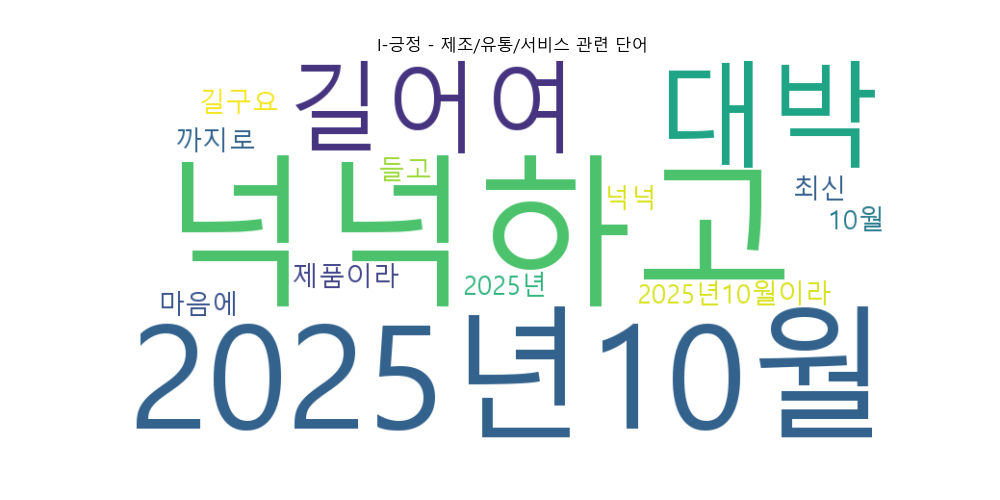 I-긍정 - 제조/유통/서비스 관련 단어
길구요 길어여 대박
까지로
들고
넉넉하고 넉넉 최신
10월
제품이라 2025년 2025년10월이라
마음에
2025년10월